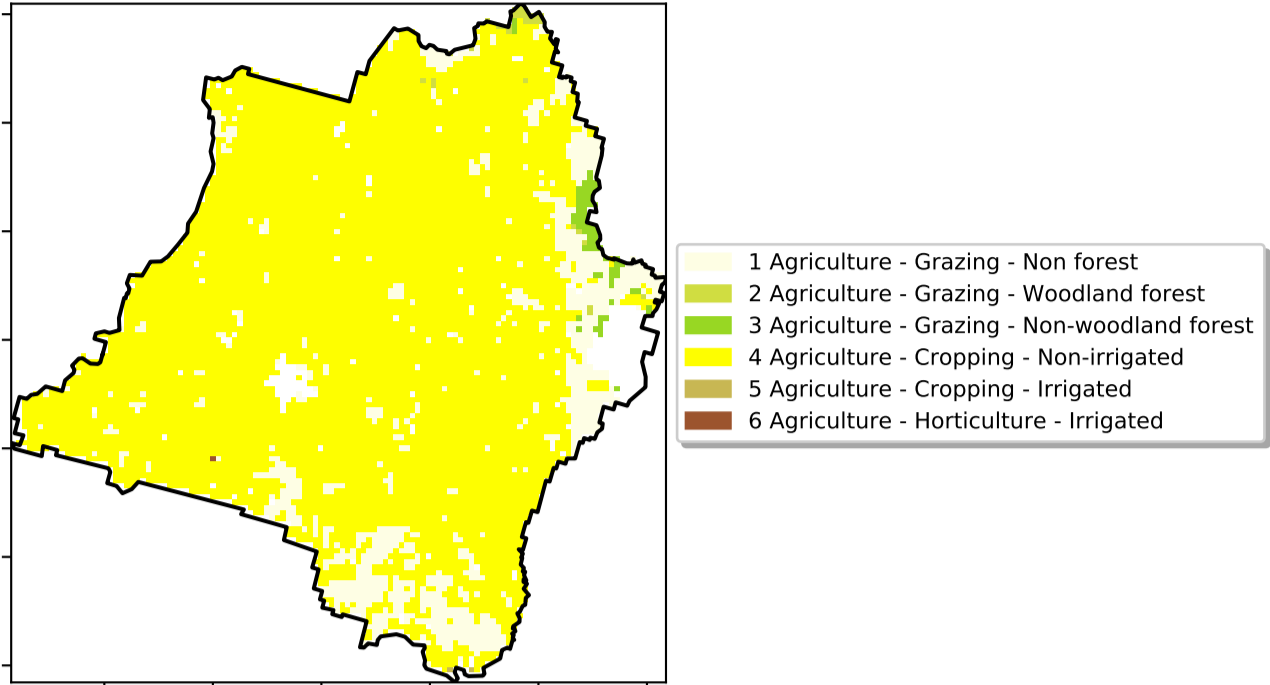 1 Agriculture - Grazing - Non forest
2 Agriculture - Grazing - Woodland forest
3 Agriculture - Grazing - Non-woodland forest
4 Agriculture - Cropping - Non-irrigated
5 Agriculture - Cropping - Irrigated
6 Agriculture - Horticulture - Irrigated